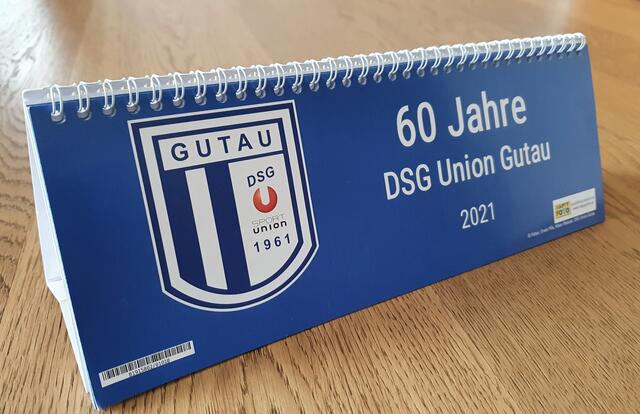 GUTAU
DSG
SPORT
union
1961
60 Jahre
DSG Union Gutau
2021